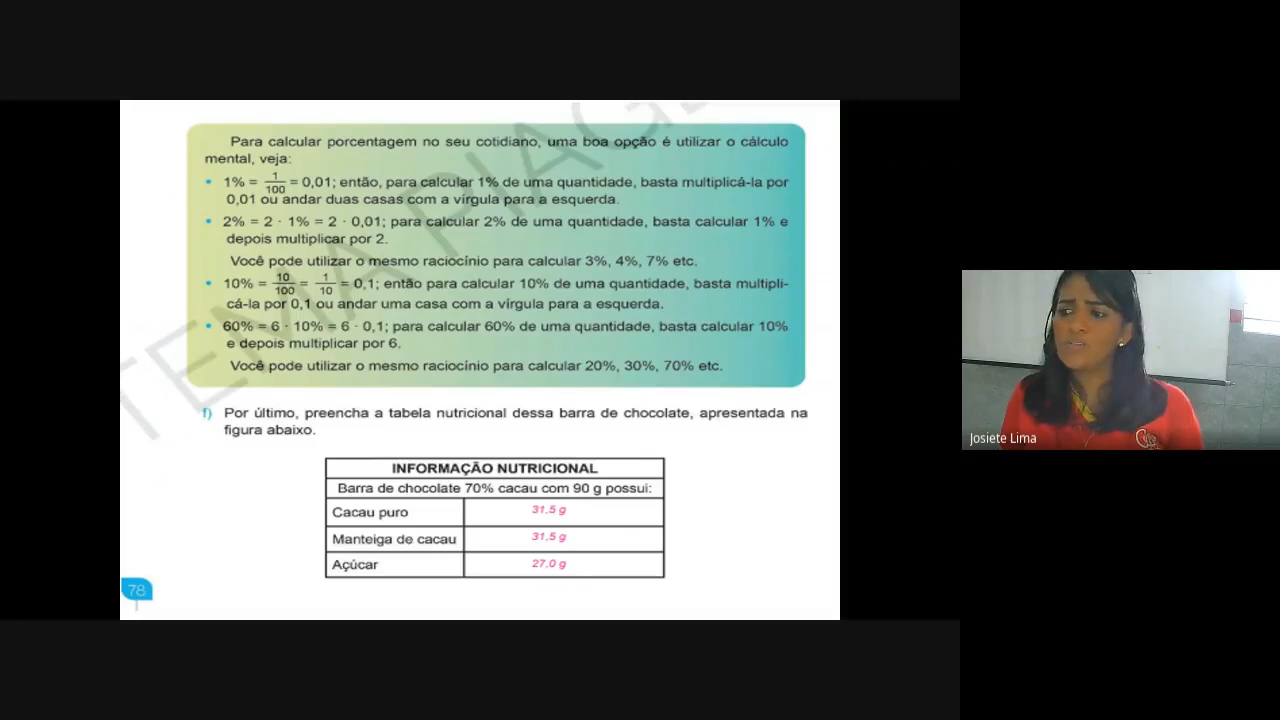 Para calcular porcentagem no seu cotidiano, uma boa opção é utilizar o cálculo
mental, veja:
• 1% = 1/100 = 0,01; então, para calcular 1% de uma quantidade, basta multiplicá-la por
0,01 ou andar duas casas com a vírgula para a esquerda.
• 2% = 2 · 1% = 2 · 0,01; para calcular 2% de uma quantidade, basta calcular 1% e
depois multiplicar por 2.
Você pode utilizar o mesmo raciocínio para calcular 3%, 4%, 7% etc.
• 10% = 10/100 = 1/10 = 0,1; então para calcular 10% de uma quantidade, basta multipli-
cá-la por 0,1 ou andar uma casa com a vírgula para a esquerda.
• 60% = 6 · 10% = 6 · 0,1; para calcular 60% de uma quantidade, basta calcular 10%
e depois multiplicar por 6.
Você pode utilizar o mesmo raciocínio para calcular 20%, 30%, 70% etc.
f) Por último, preencha a tabela nutricional dessa barra de chocolate, apresentada na
figura abaixo.
INFORMAÇÃO NUTRICIONAL
Barra de chocolate 70% cacau com 90 g possui:
Cacau puro 31,5 g
Manteiga de cacau 31,5 g
Açúcar 27,0 g
78
TEMA PIAGE
Josiete Lima